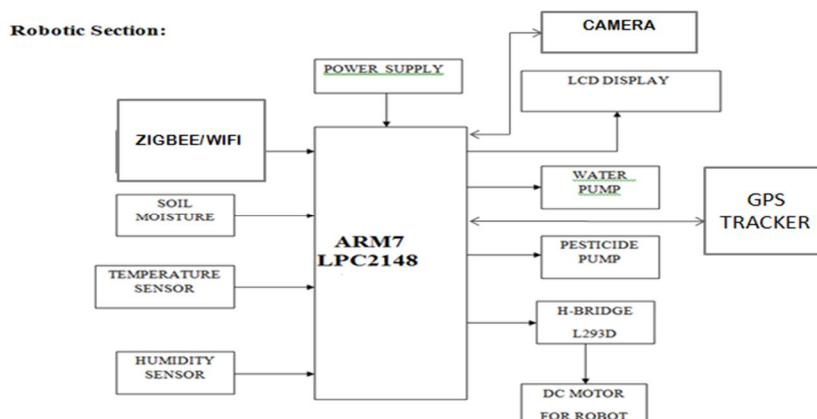 Robotic Section:
CAMERA
POWER SUPPLY
LCD DISPLAY
ZIGBEE/WIFI
WATER
PUMP
GPS
TRACKER
SOIL
MOISTURE
ARM7
LPC2148
PESTICIDE
PUMP
TEMPERATURE
SENSOR
H-BRIDGE
L293D
HUMIDITY
SENSOR
DC MOTOR
FOR ROBOT